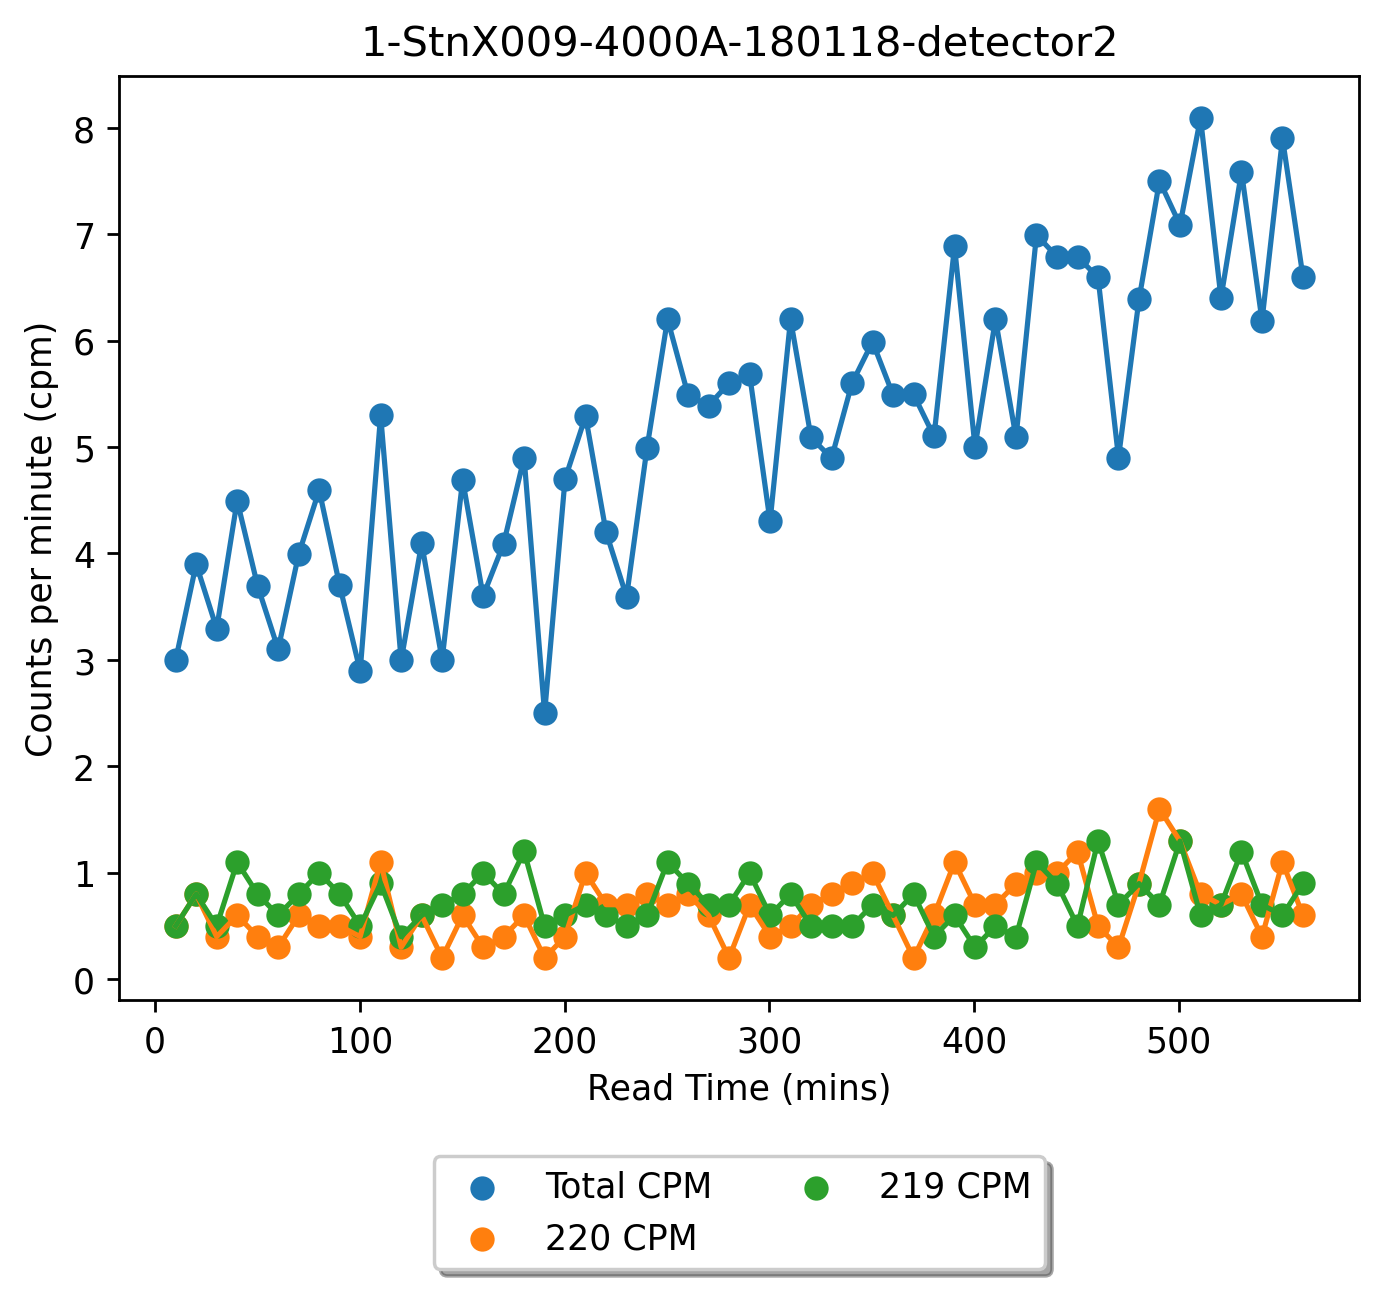 1-StnX009-4000A-180118-detector2
Counts per minute (cpm)
8
7
6
5
4
3
2
1
0
0 100 200 300 400 500
Read Time (mins)
Total CPM 219 CPM
220 CPM